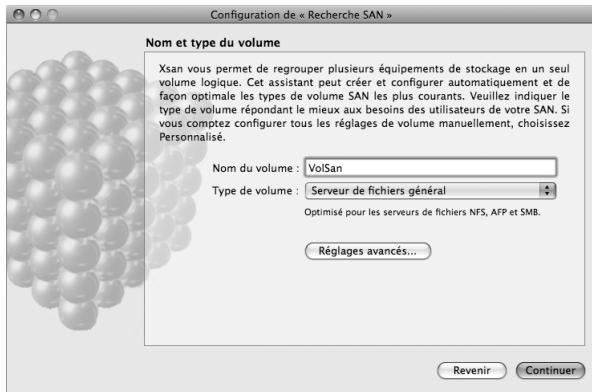 Configuration de « Recherche SAN »
Nom et type du volume
Xsan vous permet de regrouper plusieurs équipements de stockage en un seul
volume logique. Cet assistant peut créer et configurer automatiquement et de
façon optimale les types de volume SAN les plus courants. Veuillez indiquer le
type de volume répondant le mieux aux besoins des utilisateurs de votre SAN. Si
vous comptez configurer tous les réglages de volume manuellement, choisissez
Personnalisé.
Nom du volume : VolSan
Type de volume : Serveur de fichiers général
Optimisé pour les serveurs de fichiers NFS, AFP et SMB.
Réglages avancés...
Revenir Continuer